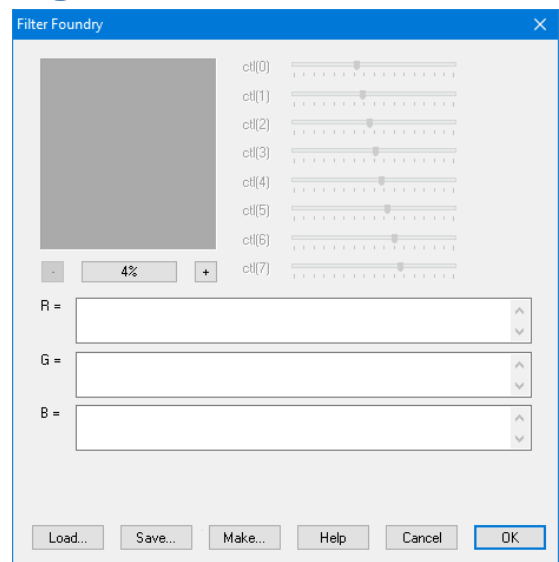 Filter Foundry
ctl(0)
ctl(1)
ctl(2)
ctl(3)
ctl(4)
ctl(5)
ctl(6)
- 4% + ctl(7)
R =
G =
B =
Load... Save... Make... Help Cancel OK